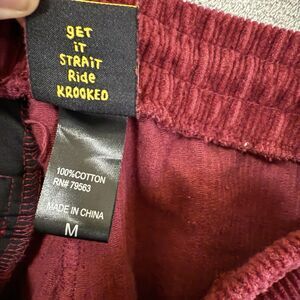 GET
iT
STRAiT
Ride
KROOKED
100%COTTON
RN# 79563
MADE IN CHINA
M